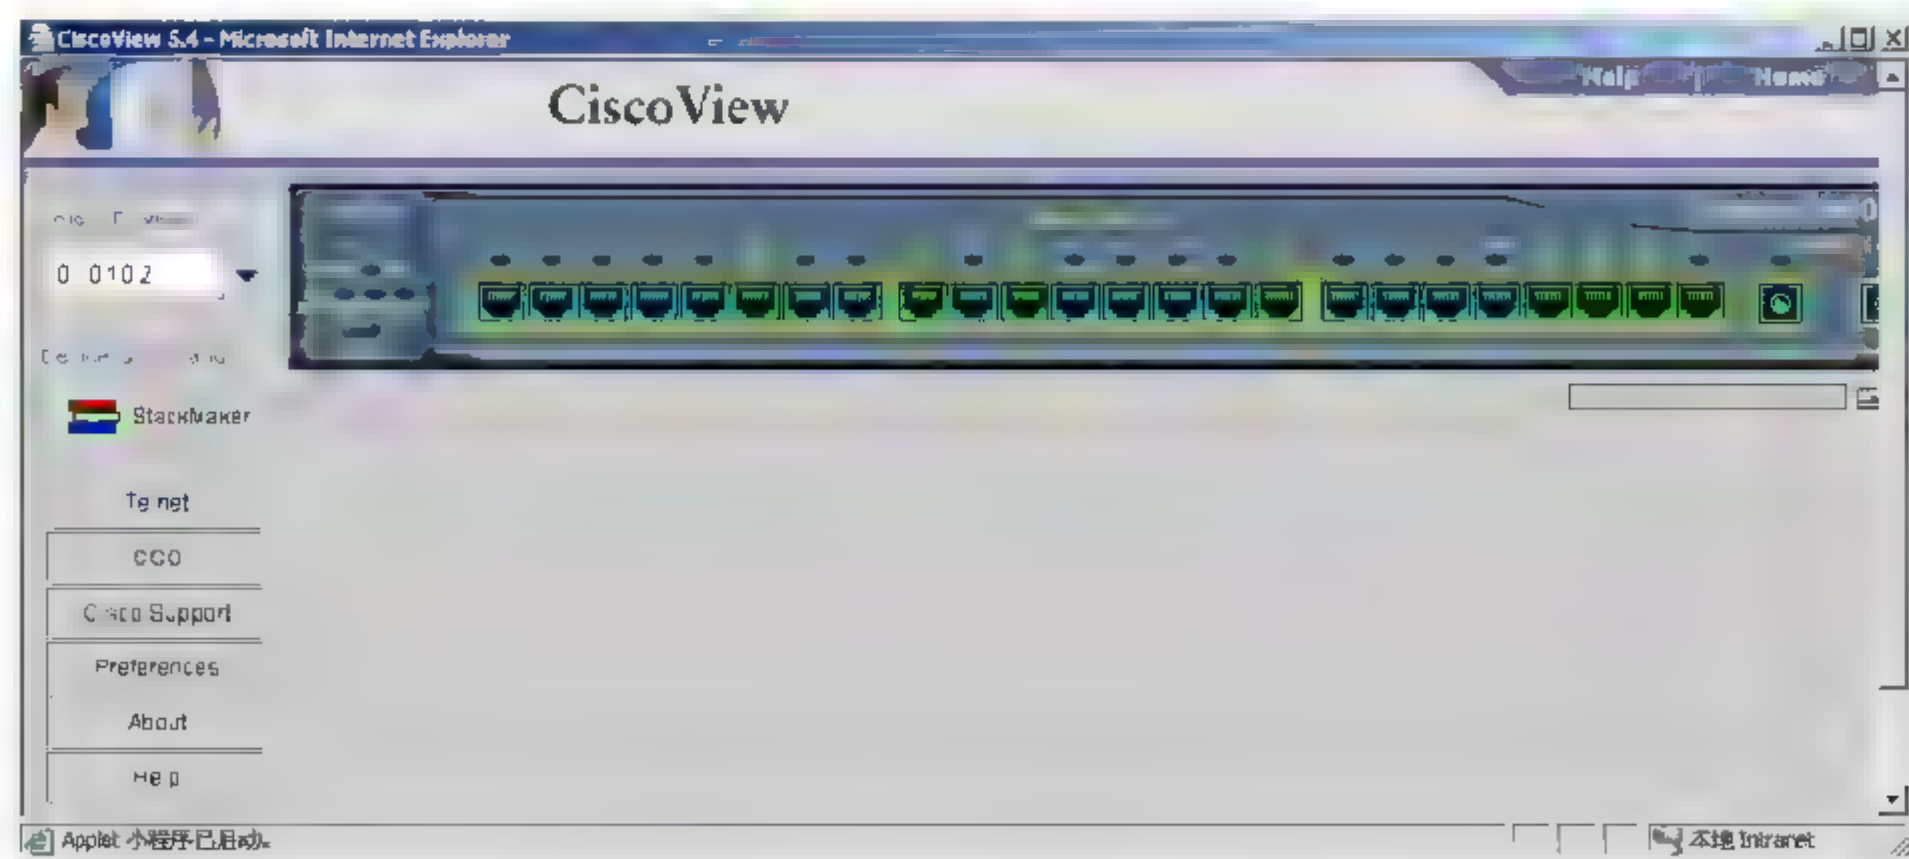 CiscoView 5.4 - Microsoft Internet Explorer
Help | Home
CiscoView
StackMaker
Telnet
CCO
Cisco Support
Preferences
About
Help
Applet 小程序已启动。
本地 Intranet